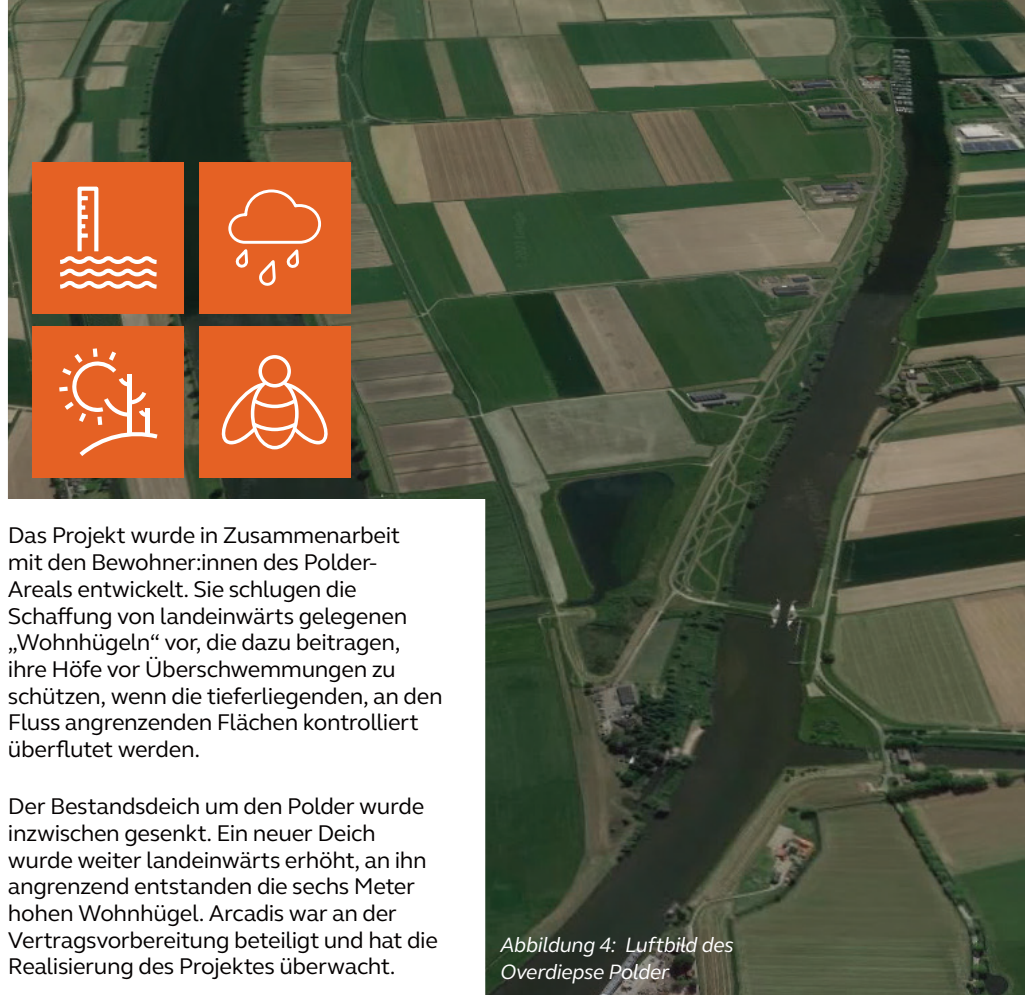 Das Projekt wurde in Zusammenarbeit
mit den Bewohner:innen des Polder-
Areals entwickelt. Sie schlugen die
Schaffung von landeinwärts gelegenen
„Wohnhügeln“ vor, die dazu beitragen,
ihre Höfe vor Überschwemmungen zu
schützen, wenn die tieferliegenden, an den
Fluss angrenzenden Flächen kontrolliert
überflutet werden.

Der Bestandsdeich um den Polder wurde
inzwischen gesenkt. Ein neuer Deich
wurde weiter landeinwärts erhöht, an ihn
angrenzend entstanden die sechs Meter
hohen Wohnhügel. Arcadis war an der
Vertragsvorbereitung beteiligt und hat die
Realisierung des Projektes überwacht.

Abbildung 4: Luftbild des
Overdiepse Polder